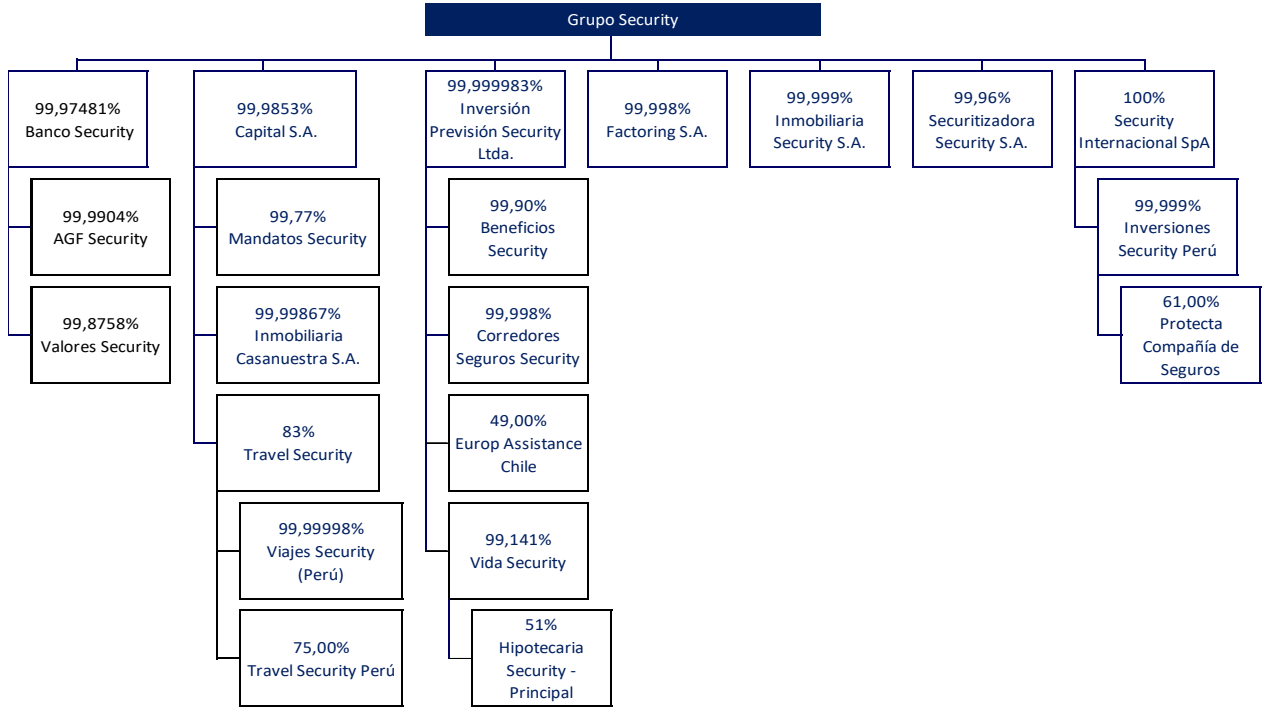 Grupo Security
99,97481%
Banco Security
99,9904%
AGF Security
99,8758%
Valores Security
99,9853%
Capital S.A.
99,77%
Mandatos Security
99,99867%
Inmobiliaria
Casanuestra S.A.
83%
Travel Security
99,99998%
Viajes Security
(Perú)
75,00%
Travel Security Perú
99,999983%
Inversión
Previsión Security
Ltda.
99,90%
Beneficios
Security
99,998%
Corredores
Seguros Security
49,00%
Europ Assistance
Chile
99,141%
Vida Security
51%
Hipotecaria
Security -
Principal
99,998%
Factoring S.A.
99,999%
Inmobiliaria
Security S.A.
99,96%
Securitizadora
Security S.A.
100%
Security
Internacional SpA
99,999%
Inversiones
Security Perú
61,00%
Protecta
Compañía de
Seguros